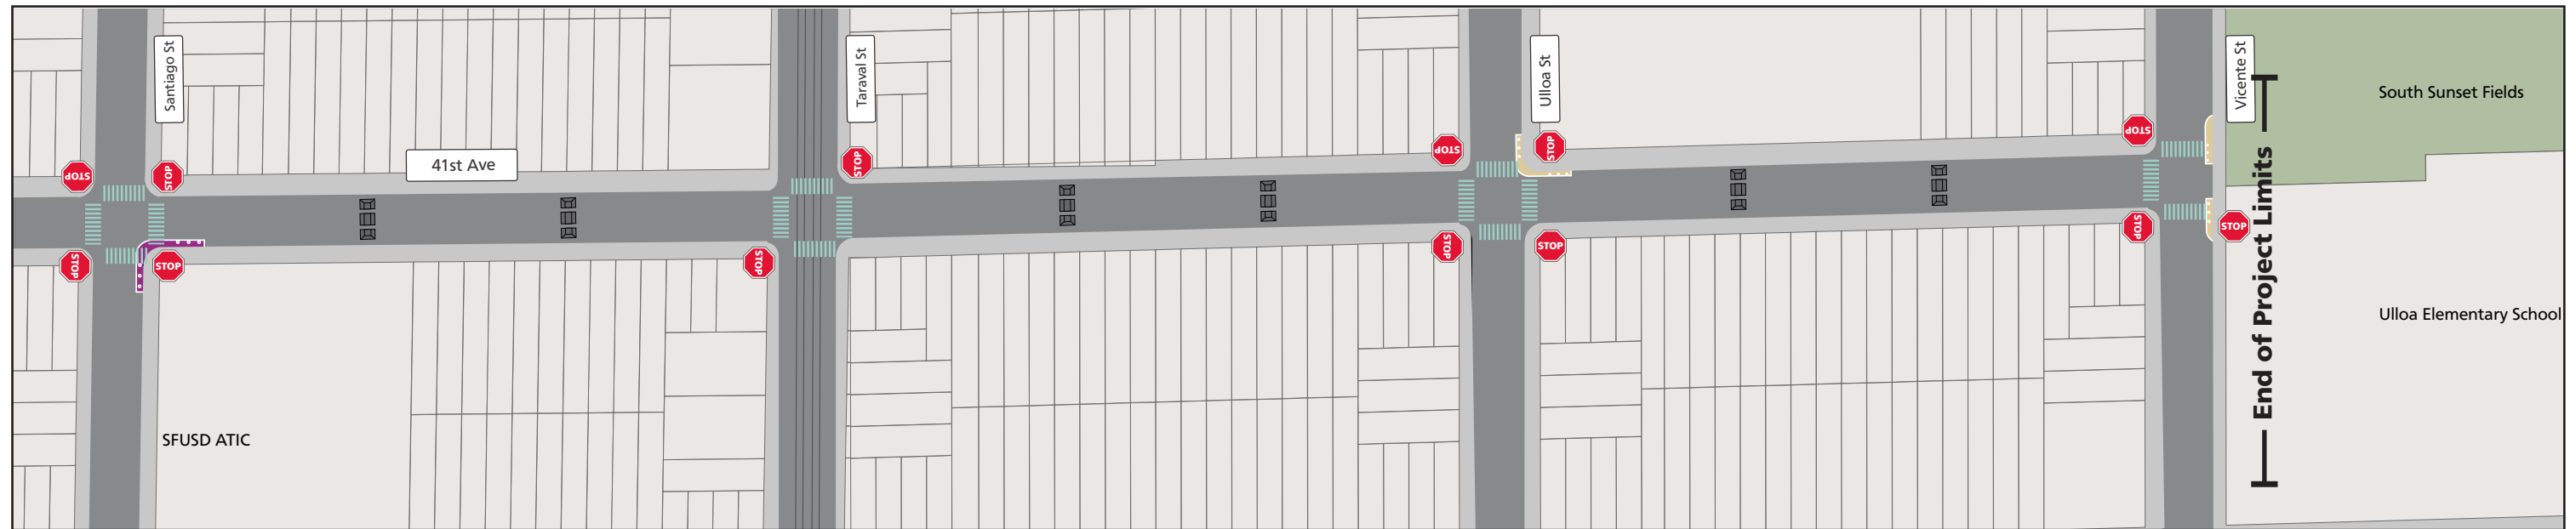 Santiago St
Taraval St
Ulloa St
Vicente St
South Sunset Fields
STOP
STOP
STOP
STOP
STOP
STOP
41st Ave
STOP
STOP
STOP
STOP
STOP
STOP
STOP
STOP
End of Project Limits
Ulloa Elementary School
SFUSD ATIC